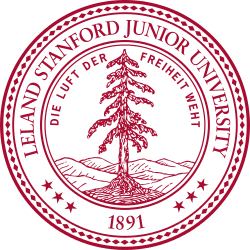 LELAND STANFORD JUNIOR UNIVERSITY
DIE LUFT DER FREIHEIT WEHT
1891